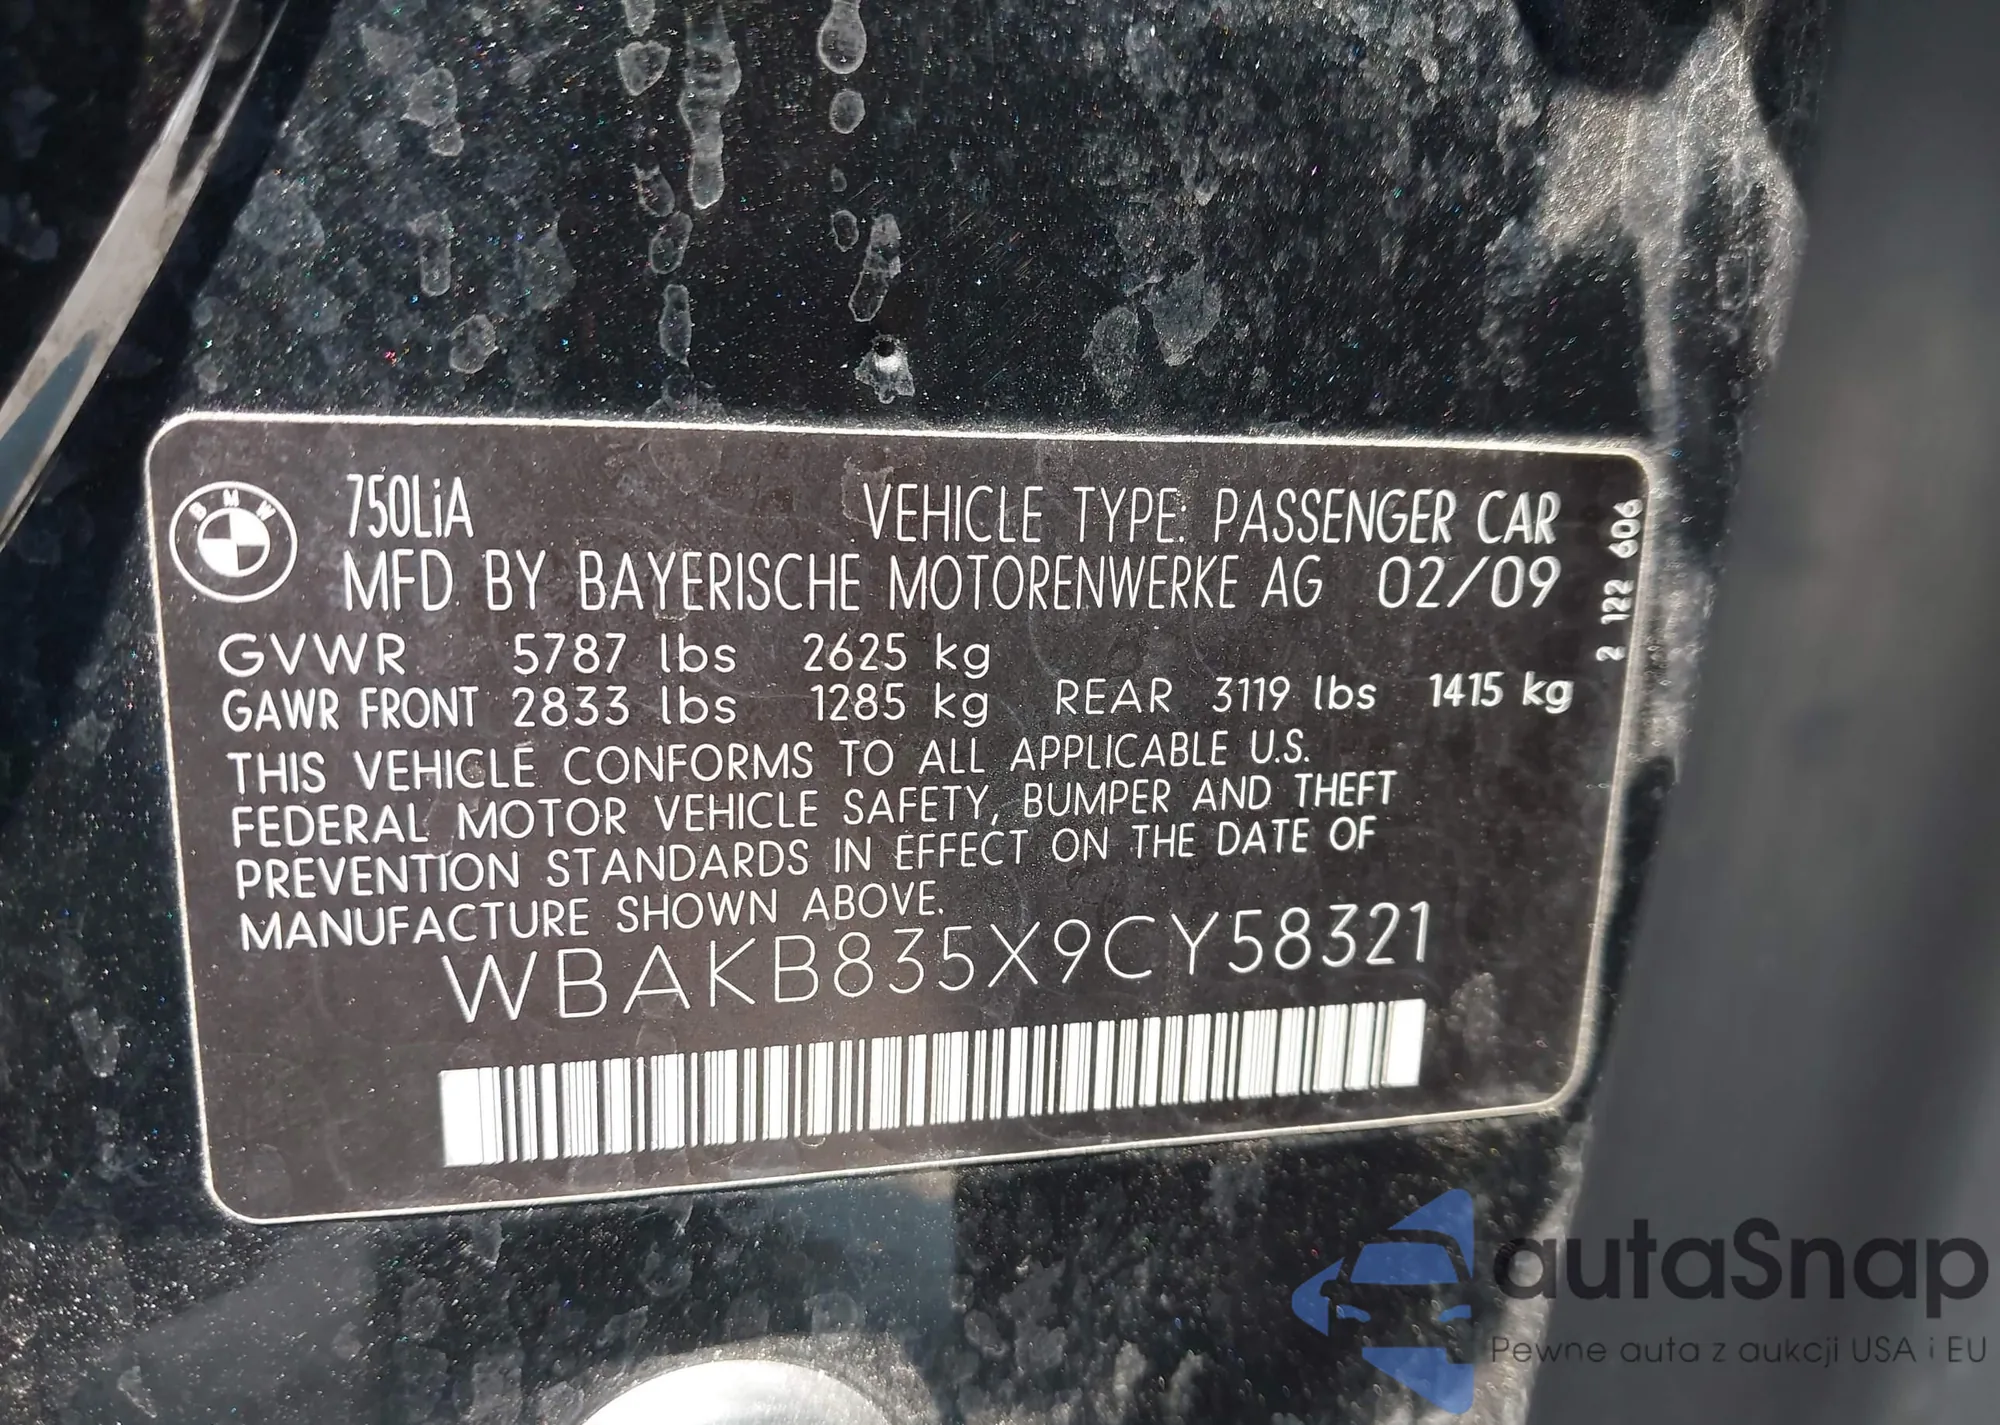 BMW
750LiA VEHICLE TYPE: PASSENGER CAR
MFD BY BAYERISCHE MOTORENWERKE AG 02/09
GVWR 5787 lbs 2625 kg
GAWR FRONT 2833 lbs 1285 kg REAR 3119 lbs 1415 kg
THIS VEHICLE CONFORMS TO ALL APPLICABLE U.S.
FEDERAL MOTOR VEHICLE SAFETY, BUMPER AND THEFT
PREVENTION STANDARDS IN EFFECT ON THE DATE OF
MANUFACTURE SHOWN ABOVE.
WBAKB835X9CY58321
2 122 606
autaSnap
Pewne auta z aukcji USA i EU